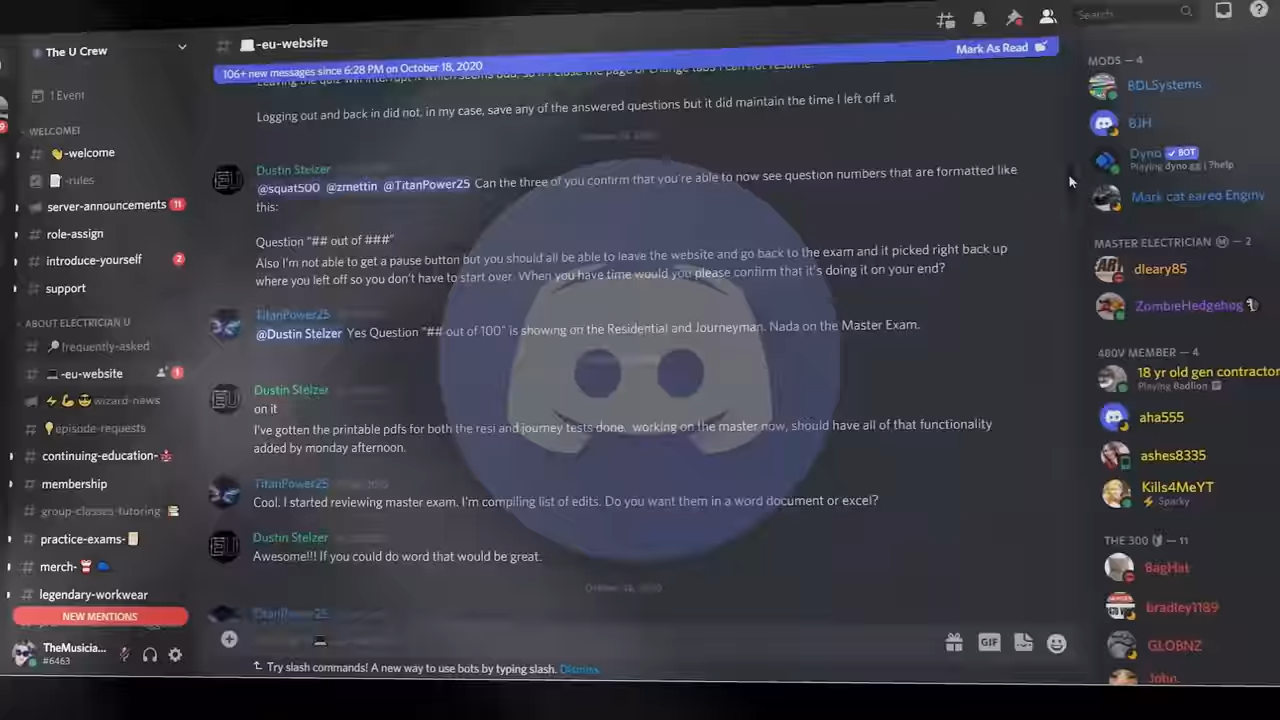 The U Crew
1 Event
WELCOME!
-welcome
-rules
server-announcements 11
role-assign
introduce-yourself 2
support
ABOUT ELECTRICIAN U
frequently-asked
-eu-website 1
wizard-news
episode-requests
continuing-education-
membership
group-classes-tutoring
practice-exams-
merch-
legendary-workwear
NEW MENTIONS
TheMusicia...
#6463
-eu-website
Search
106+ new messages since 6:28 PM on October 18, 2020
Mark As Read
Logging out and back in did not, in my case, save any of the answered questions but it did maintain the time I left off at.
Dustin Stelzer
@squat500 @zmettin @TitanPower25 Can the three of you confirm that you're able to now see question numbers that are formatted like
this:
Question "## out of ###"
Also I'm not able to get a pause button but you should all be able to leave the website and go back to the exam and it picked right back up
where you left off so you don't have to start over. When you have time would you please confirm that it's doing it on your end?
TitanPower25
@Dustin Stelzer Yes Question "## out of 100" is showing on the Residential and Journeyman. Nada on the Master Exam.
Dustin Stelzer
on it
I've gotten the printable pdfs for both the resi and journey tests done. working on the master now, should have all of that functionality
added by monday afternoon.
TitanPower25
Cool. I started reviewing master exam. I'm compiling list of edits. Do you want them in a word document or excel?
Dustin Stelzer
Awesome!!! If you could do word that would be great.
TitanPower25
GIF
Try slash commands! A new way to use bots by typing slash. Dismiss
MODS — 4
BDLSystems
BJH
Dyno BOT
Playing dyno.gg | ?help
Mark cat eared Enginy
MASTER ELECTRICIAN M — 2
dleary85
ZombieHedgehog
480V MEMBER — 4
18 yr old gen contractor
Playing Badlion
aha555
ashes8335
Kills4MeYT
Sparky
THE 300 — 11
BagHat
bradley1189
GLOBNZ
John.